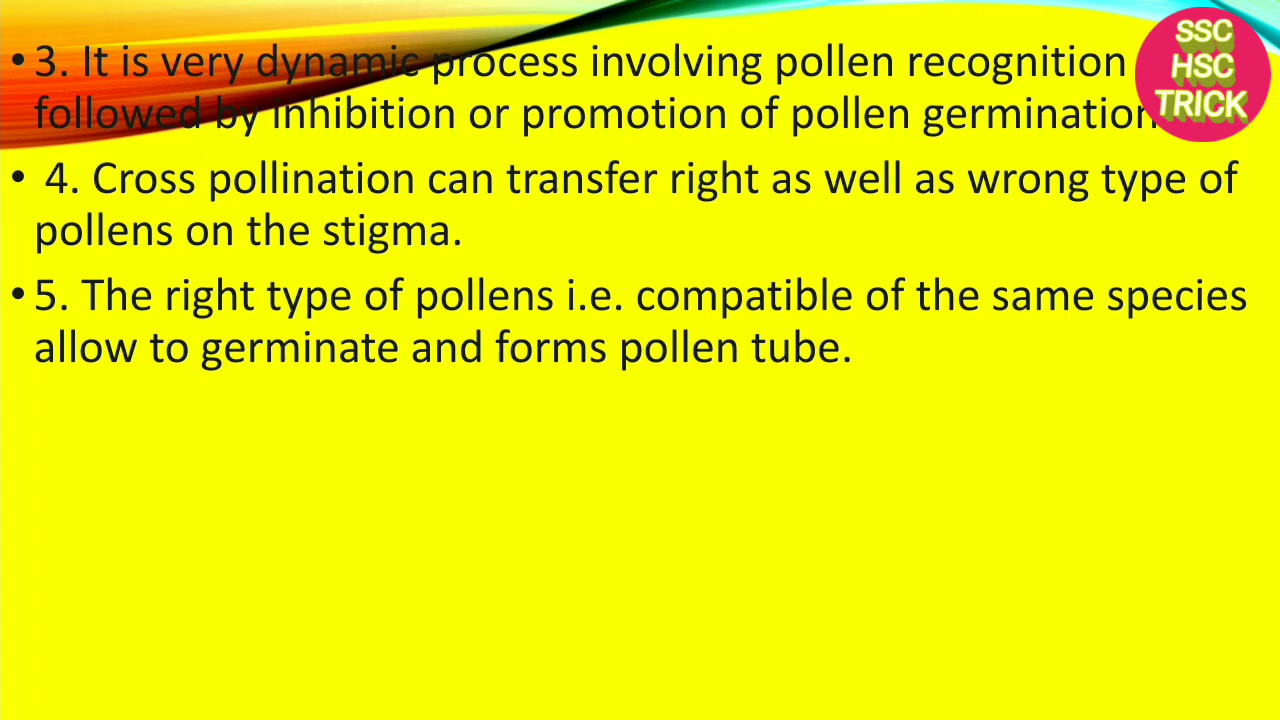 • 3. It is very dynamic process involving pollen recognition
followed by inhibition or promotion of pollen germination
• 4. Cross pollination can transfer right as well as wrong type of
pollens on the stigma.
• 5. The right type of pollens i.e. compatible of the same species
allow to germinate and forms pollen tube.
SSC
HSC
TRICK